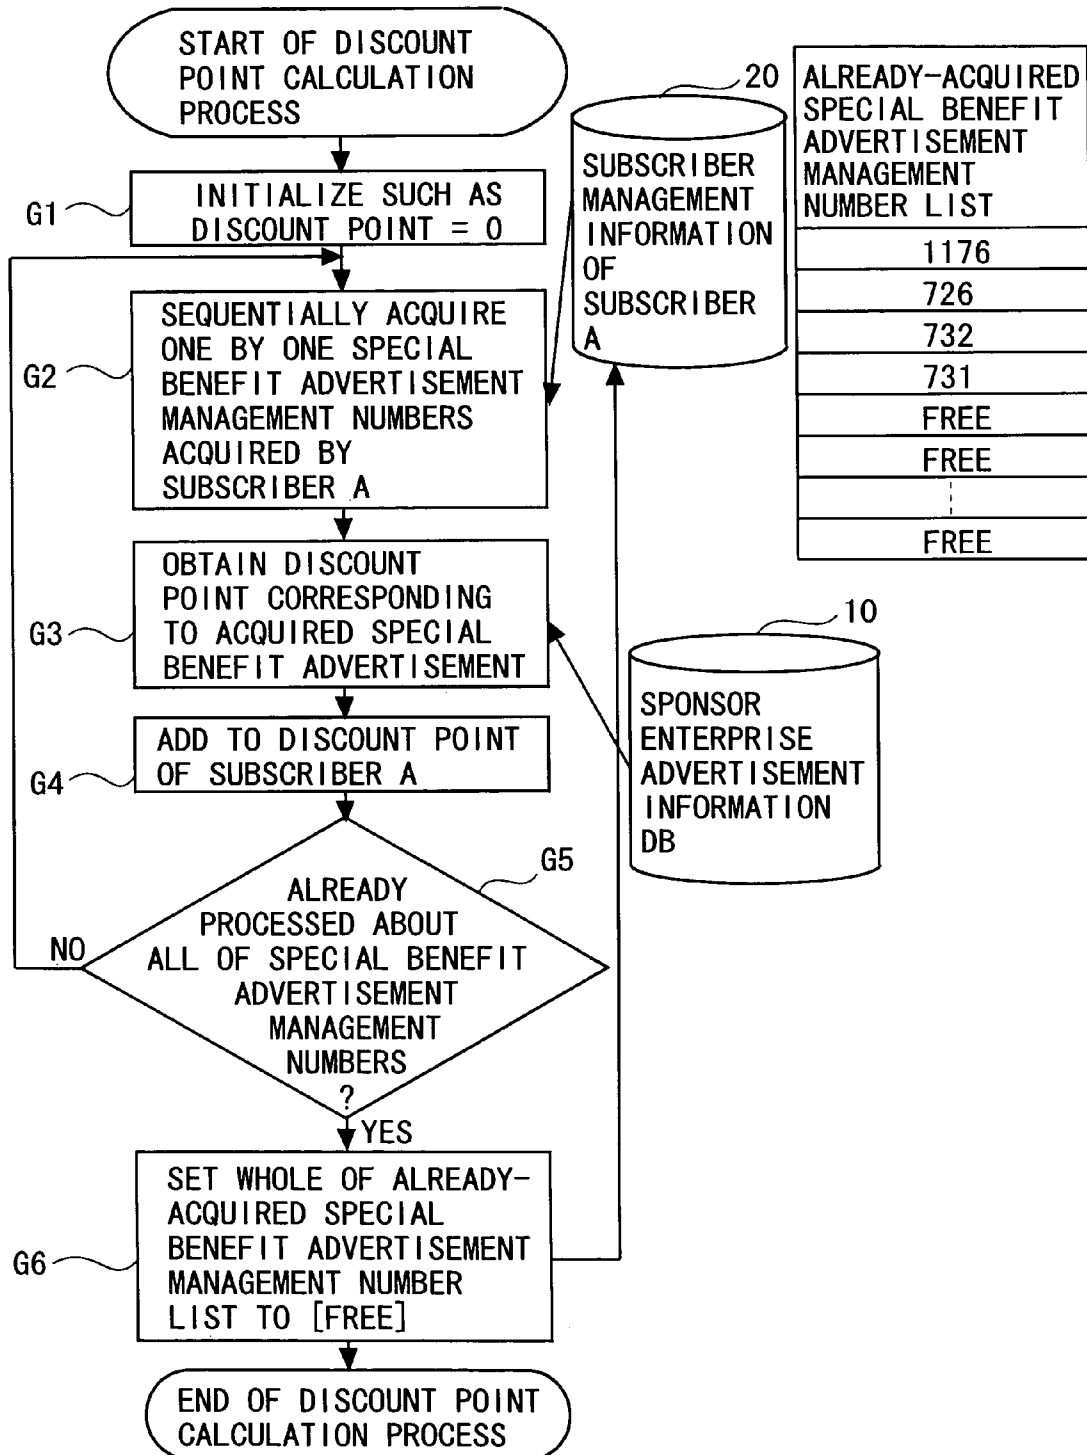 START OF DISCOUNT
POINT CALCULATION
PROCESS
G1
INITIALIZE SUCH AS
DISCOUNT POINT = 0
G2
SEQUENTIALLY ACQUIRE
ONE BY ONE SPECIAL
BENEFIT ADVERTISEMENT
MANAGEMENT NUMBERS
ACQUIRED BY
SUBSCRIBER A
G3
OBTAIN DISCOUNT
POINT CORRESPONDING
TO ACQUIRED SPECIAL
BENEFIT ADVERTISEMENT
G4
ADD TO DISCOUNT POINT
OF SUBSCRIBER A
G5
ALREADY
PROCESSED ABOUT
ALL OF SPECIAL BENEFIT
ADVERTISEMENT
MANAGEMENT
NUMBERS
?
NO
YES
G6
SET WHOLE OF ALREADY-
ACQUIRED SPECIAL
BENEFIT ADVERTISEMENT
MANAGEMENT NUMBER
LIST TO [FREE]
END OF DISCOUNT POINT
CALCULATION PROCESS
20
SUBSCRIBER
MANAGEMENT
INFORMATION
OF
SUBSCRIBER
A
10
SPONSOR
ENTERPRISE
ADVERTISEMENT
INFORMATION
DB
ALREADY-ACQUIRED
SPECIAL BENEFIT
ADVERTISEMENT
MANAGEMENT
NUMBER LIST
1176
726
732
731
FREE
FREE
FREE